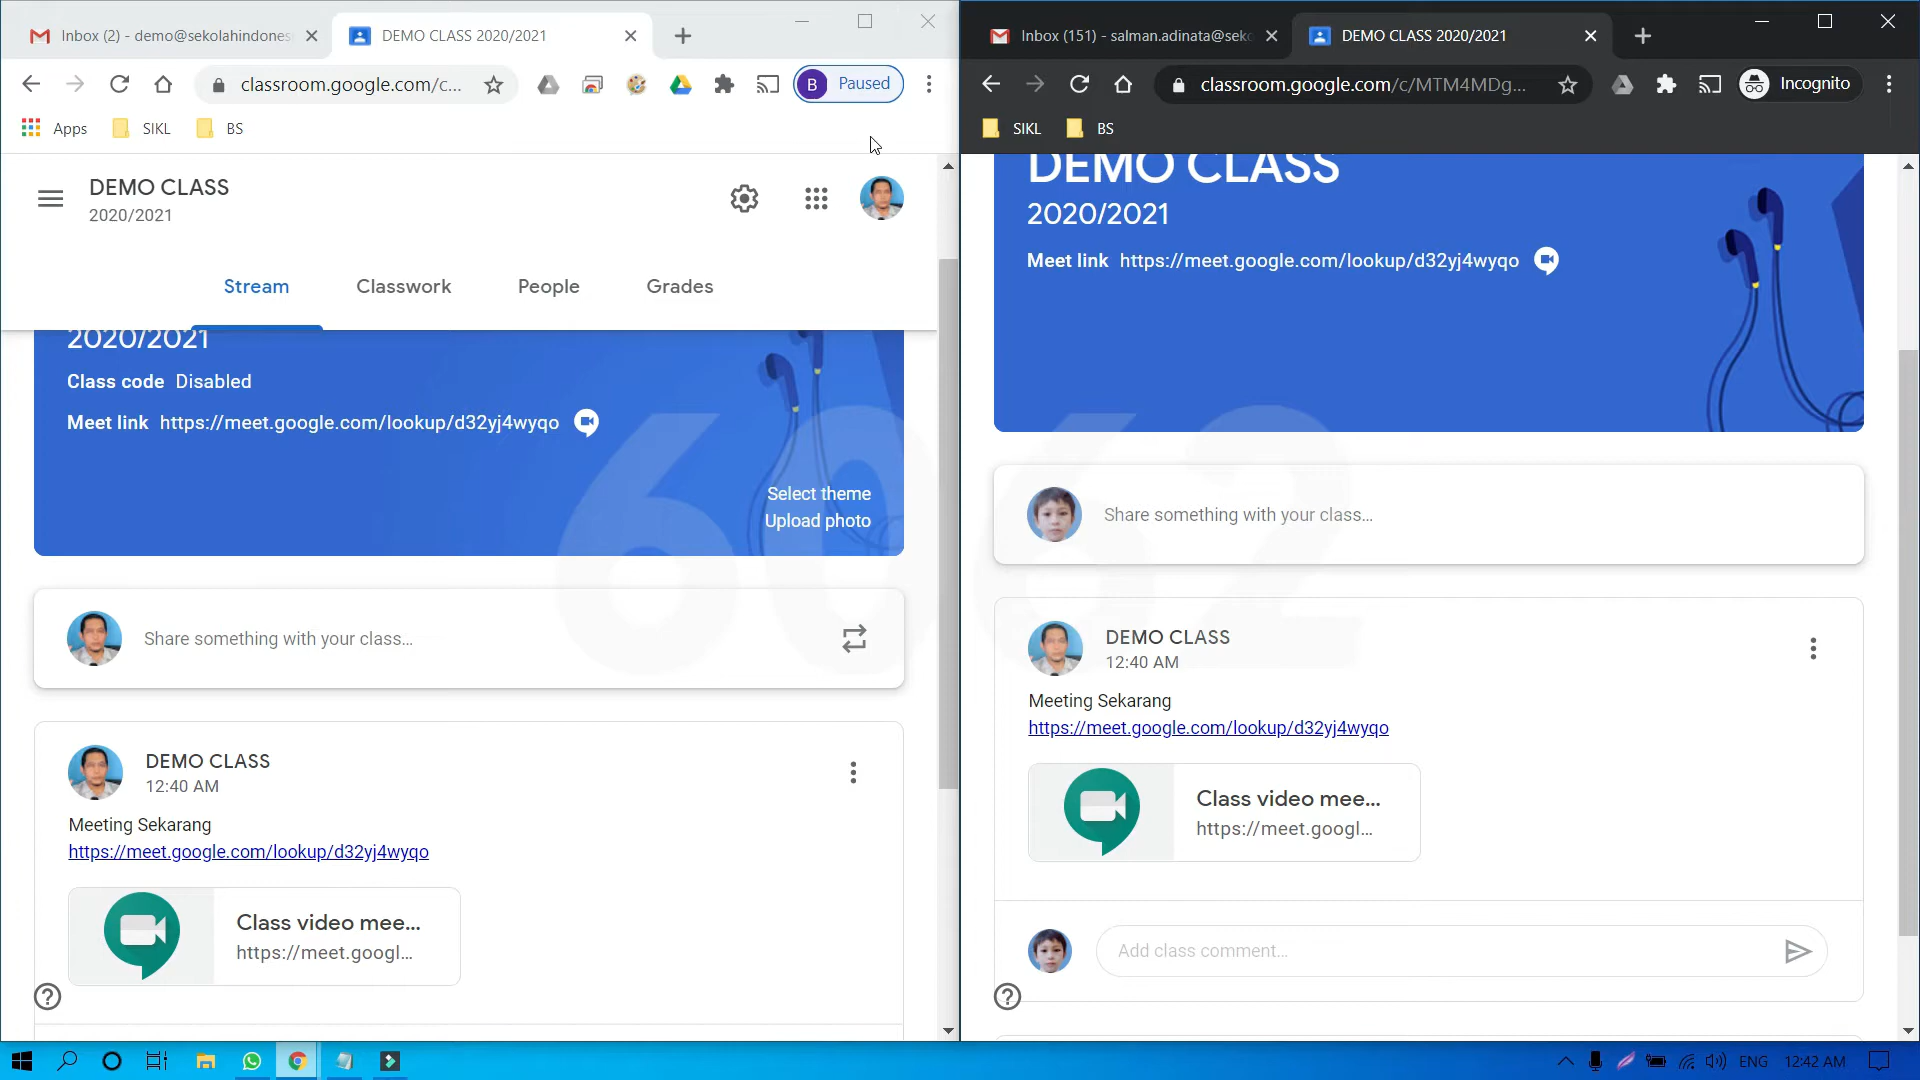 Inbox (2) - demo@sekolahindones
DEMO CLASS 2020/2021
classroom.google.com/c...
B
Paused
Apps
SIKL
BS
DEMO CLASS
2020/2021
Stream
Classwork
People
Grades
2020/2021
Class code Disabled
Meet link https://meet.google.com/lookup/d32yj4wyqo
Select theme
Upload photo
Share something with your class...
DEMO CLASS
12:40 AM
Meeting Sekarang
https://meet.google.com/lookup/d32yj4wyqo
Class video mee...
https://meet.googl...
Inbox (151) - salman.adinata@seko
DEMO CLASS 2020/2021
classroom.google.com/c/MTM4MDg...
Incognito
SIKL
BS
DEMO CLASS
2020/2021
Meet link https://meet.google.com/lookup/d32yj4wyqo
Share something with your class...
DEMO CLASS
12:40 AM
Meeting Sekarang
https://meet.google.com/lookup/d32yj4wyqo
Class video mee...
https://meet.googl...
Add class comment...
6062
ENG
12:42 AM